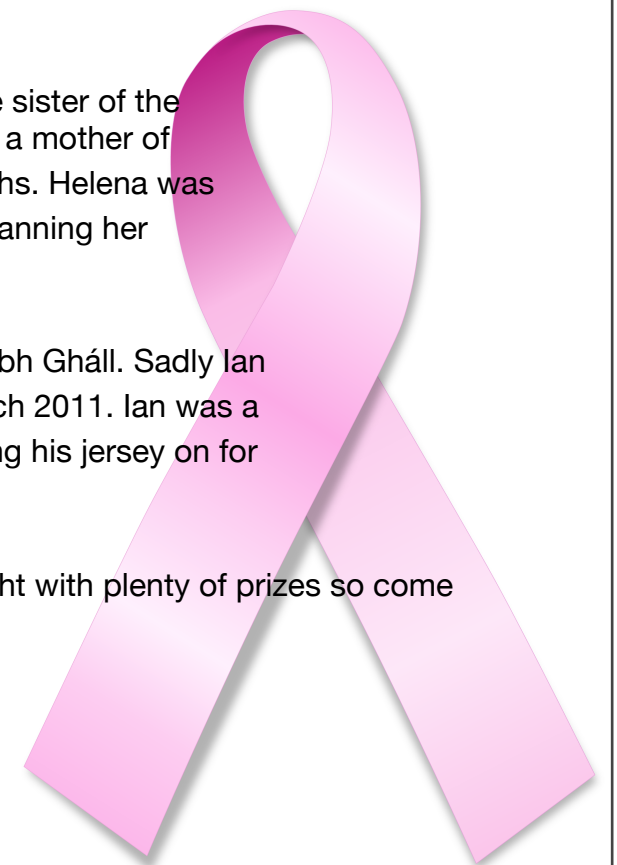 sister of the
a mother of
hs. Helena was
anning her
bh Gháll. Sadly Ian
ch 2011. Ian was a
ng his jersey on for
ht with plenty of prizes so come